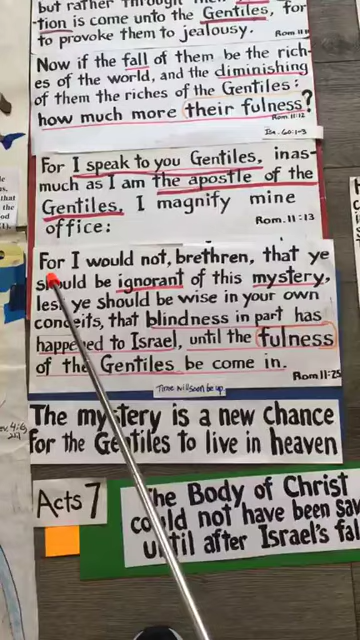 but rather through their
tion is come unto the Gentiles, for
to provoke them to jealousy.
Rom 11:11
Now if the fall of them be the rich-
es of the world, and the diminishing
of them the riches of the Gentiles:
how much more their fulness?
Rom 11:12
Isa. 60:1-3
For I speak to you Gentiles, inas-
much as I am the apostle of the
Gentiles, I magnify mine
office:
Rom. 11:13
For I would not, brethren, that ye
should be ignorant of this mystery,
lest ye should be wise in your own
conceits, that blindness in part has
happened to Israel, until the fulness
of the Gentiles be come in.
Rom 11:25
Time will soon be up
The mystery is a new chance
for the Gentiles to live in heaven
Acts 7
The Body of Christ
could not have been
until after Israel's